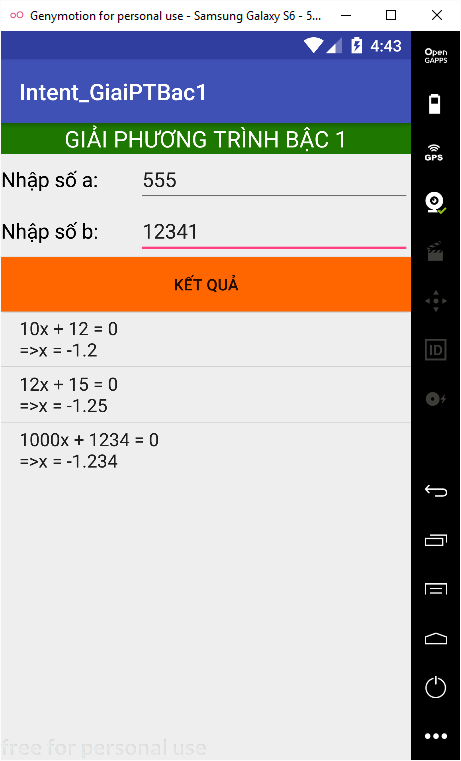 Genymotion for personal use - Samsung Galaxy S6 - 5...
4:43
Open
GAPPS
Intent_GiaiPTBac1
GIẢI PHƯƠNG TRÌNH BẬC 1
GPS
Nhập số a: 555
Nhập số b: 12341
KẾT QUẢ
10x + 12 = 0
=>x = -1.2
ID
12x + 15 = 0
=>x = -1.25
1000x + 1234 = 0
=>x = -1.234
free for personal use